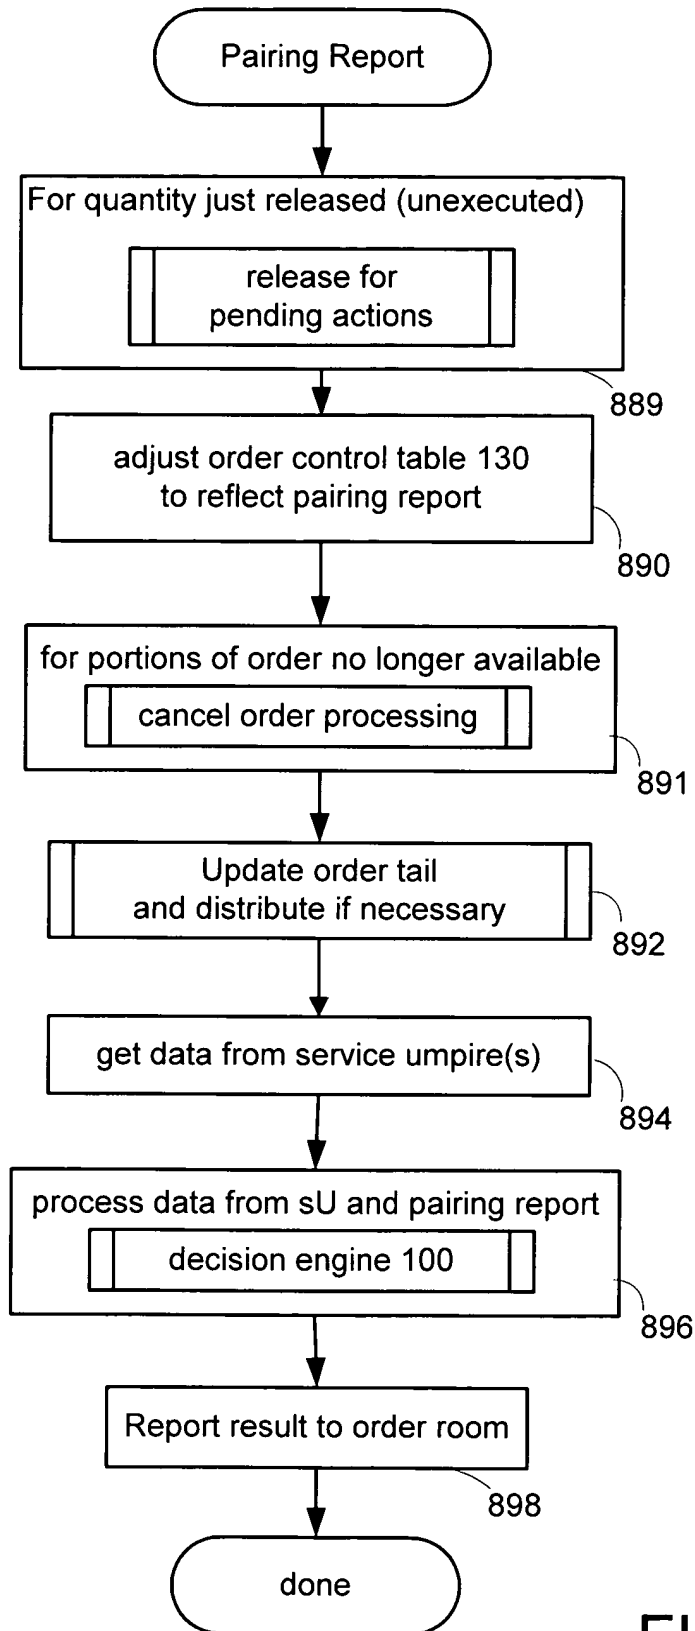 Pairing Report
For quantity just released (unexecuted)
release for
pending actions
889
adjust order control table 130
to reflect pairing report
890
for portions of order no longer available
cancel order processing
891
Update order tail
and distribute if necessary
892
get data from service umpire(s)
894
process data from sU and pairing report
decision engine 100
896
Report result to order room
898
done